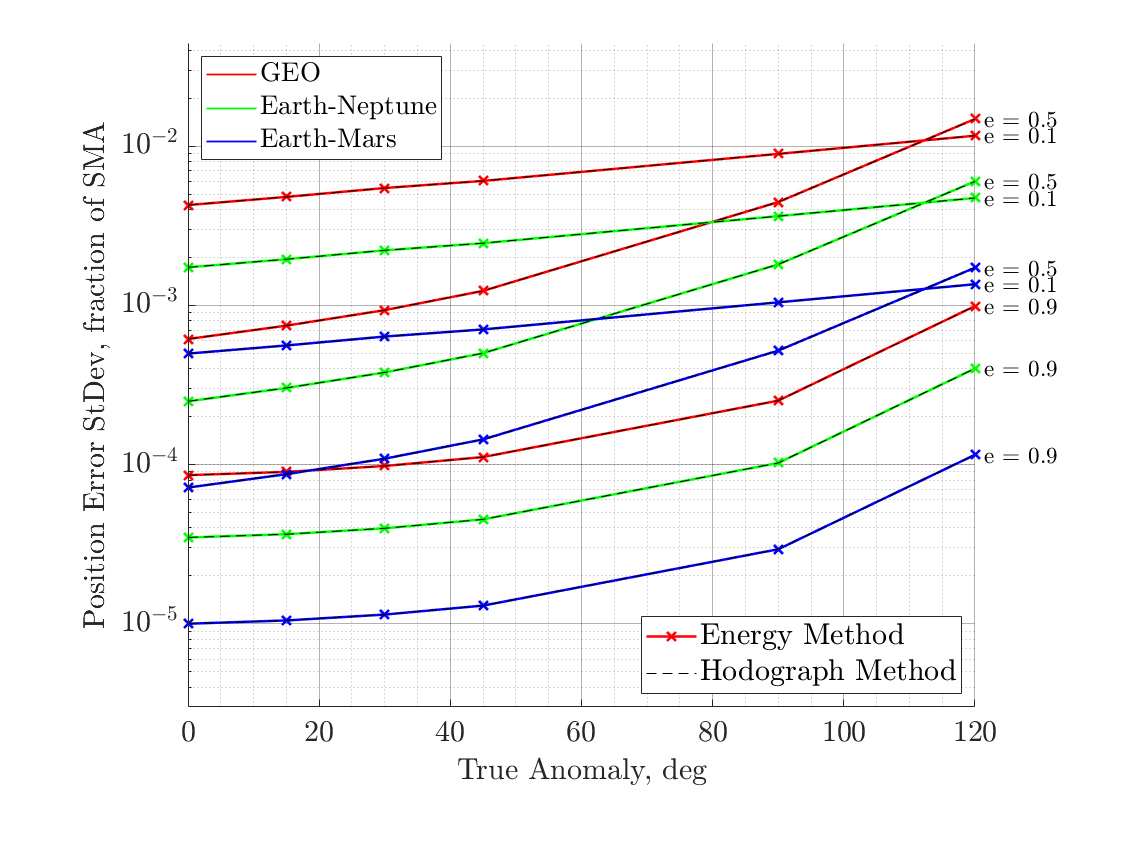 GEO
Earth-Neptune
Earth-Mars
Position Error StDev, fraction of SMA
10⁻²
10⁻³
10⁻⁴
10⁻⁵
e = 0.5
e = 0.1
e = 0.5
e = 0.1
e = 0.5
e = 0.1
e = 0.9
e = 0.9
e = 0.9
Energy Method
Hodograph Method
0 20 40 60 80 100 120
True Anomaly, deg